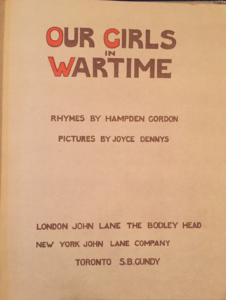 OUR GIRLS
IN
WARTIME
RHYMES BY HAMPDEN GORDON
PICTURES BY JOYCE DENNYS
LONDON JOHN LANE THE BODLEY HEAD
NEW YORK JOHN LANE COMPANY
TORONTO S.B. GUNDY